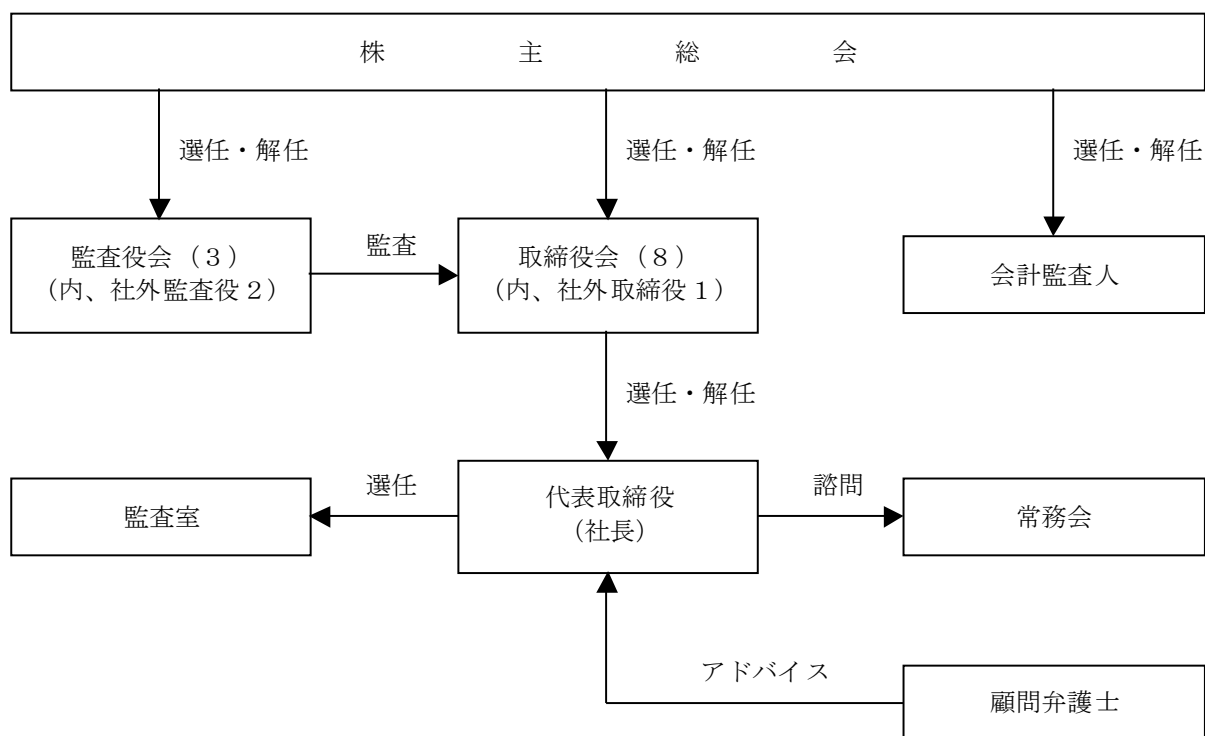 株主総会
選任・解任
選任・解任
選任・解任
監査役会（３）
（内、社外監査役２）
監査
取締役会（８）
（内、社外取締役１）
会計監査人
選任・解任
監査室
選任
代表取締役
（社長）
諮問
常務会
アドバイス
顧問弁護士